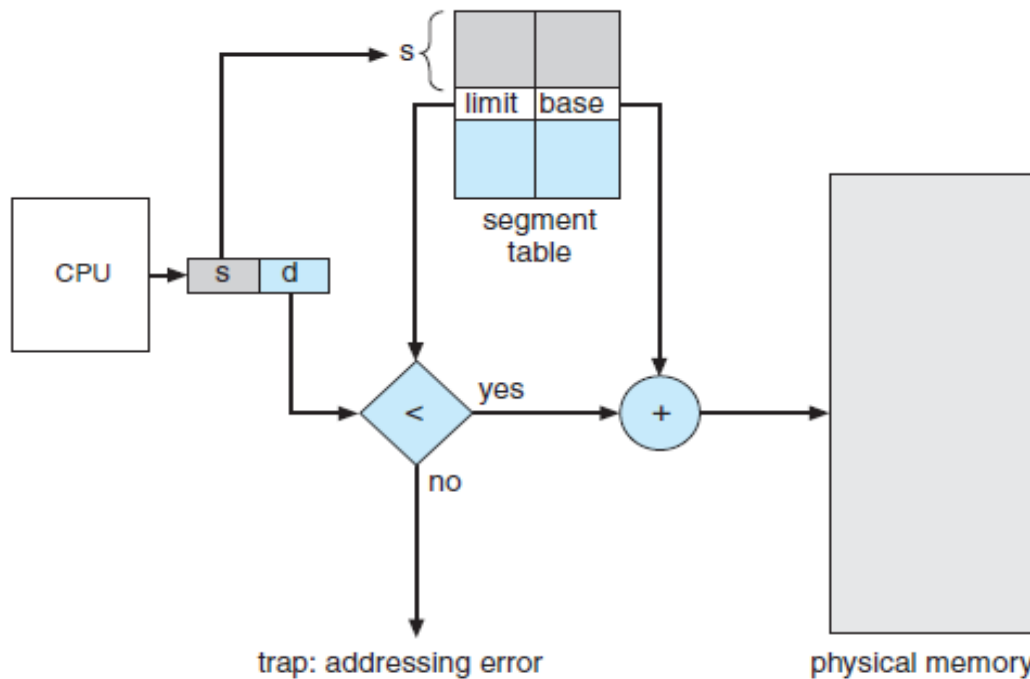 s
limit base
segment
table
CPU
s d
<
yes
+
no
trap: addressing error
physical memory